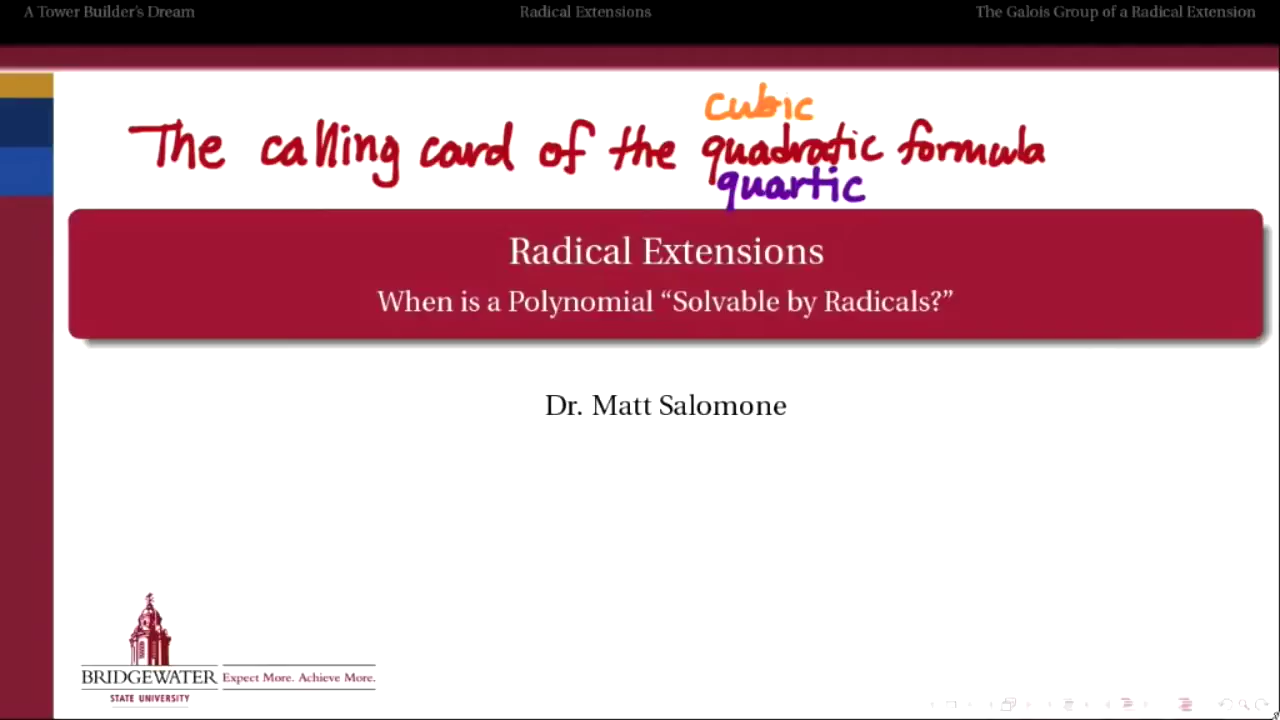 A Tower Builder's Dream Radical Extensions The Galois Group of a Radical Extension
cubic
The calling card of the quadratic formula
quartic
Radical Extensions
When is a Polynomial “Solvable by Radicals?”
Dr. Matt Salomone
BRIDGEWATER Expect More. Achieve More.
STATE UNIVERSITY